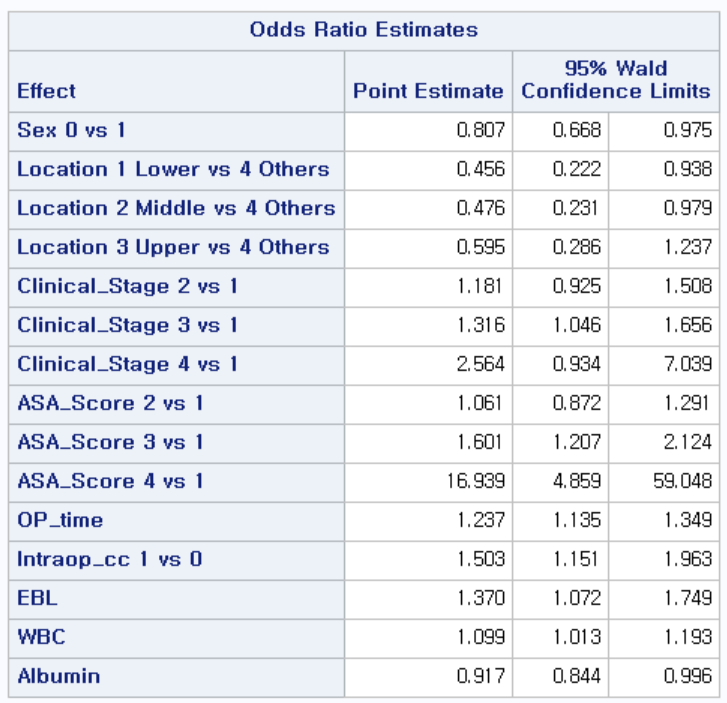 Odds Ratio Estimates
Effect Point Estimate 95% Wald Confidence Limits
Sex 0 vs 1 0.807 0.668 0.975
Location 1 Lower vs 4 Others 0.456 0.222 0.938
Location 2 Middle vs 4 Others 0.476 0.231 0.979
Location 3 Upper vs 4 Others 0.595 0.286 1.237
Clinical_Stage 2 vs 1 1.181 0.925 1.508
Clinical_Stage 3 vs 1 1.316 1.046 1.656
Clinical_Stage 4 vs 1 2.564 0.934 7.039
ASA_Score 2 vs 1 1.061 0.872 1.291
ASA_Score 3 vs 1 1.601 1.207 2.124
ASA_Score 4 vs 1 16.939 4.859 59.048
OP_time 1.237 1.135 1.349
Intraop_cc 1 vs 0 1.503 1.151 1.963
EBL 1.370 1.072 1.749
WBC 1.099 1.013 1.193
Albumin 0.917 0.844 0.996